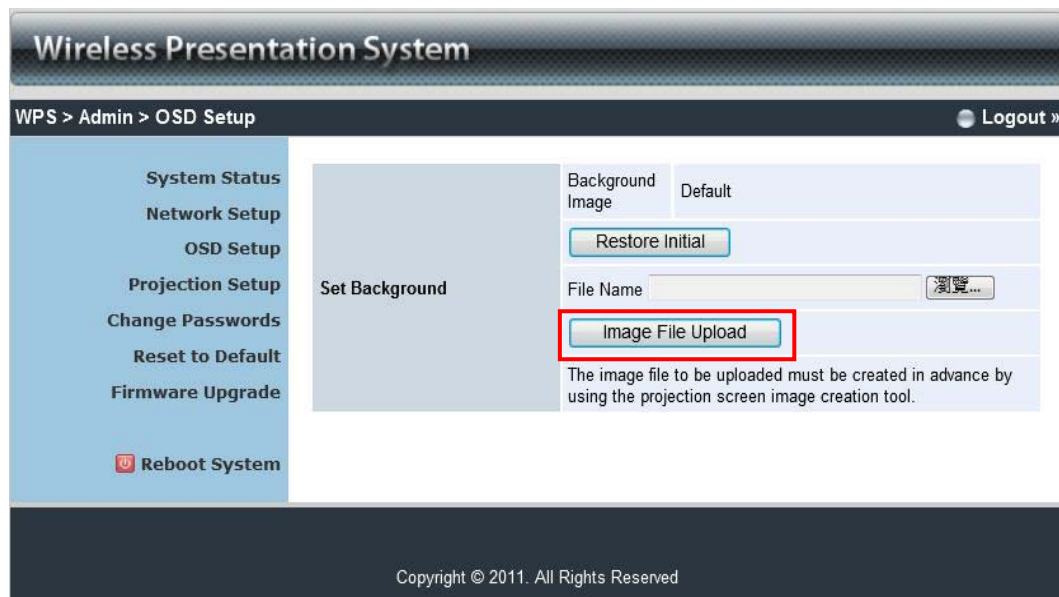 Wireless Presentation System
WPS > Admin > OSD Setup
Logout »
System Status
Network Setup
OSD Setup
Projection Setup
Change Passwords
Reset to Default
Firmware Upgrade
Reboot System
Set Background
Background
Image
Default
Restore Initial
File Name 瀏覽...
Image File Upload
The image file to be uploaded must be created in advance by
using the projection screen image creation tool.
Copyright © 2011. All Rights Reserved